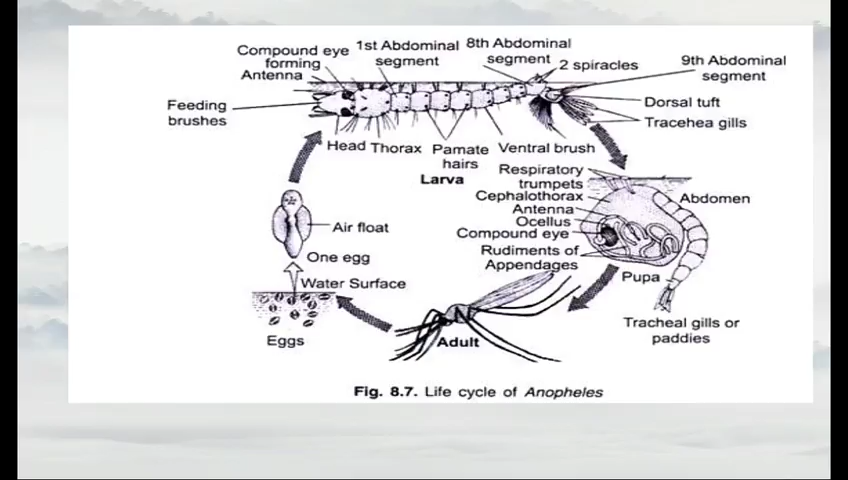 Compound eye
forming
Antenna
1st Abdominal
segment
8th Abdominal
segment
2 spiracles
9th Abdominal
segment
Feeding
brushes
Dorsal tuft
Tracehea gills
Head
Thorax
Pamate
hairs
Ventral brush
Larva
Respiratory
trumpets
Cephalothorax
Antenna
Ocellus
Compound eye
Rudiments of
Appendages
Abdomen
Air float
One egg
Pupa
Water Surface
Tracheal gills or
paddies
Eggs
Adult
Fig. 8.7. Life cycle of Anopheles